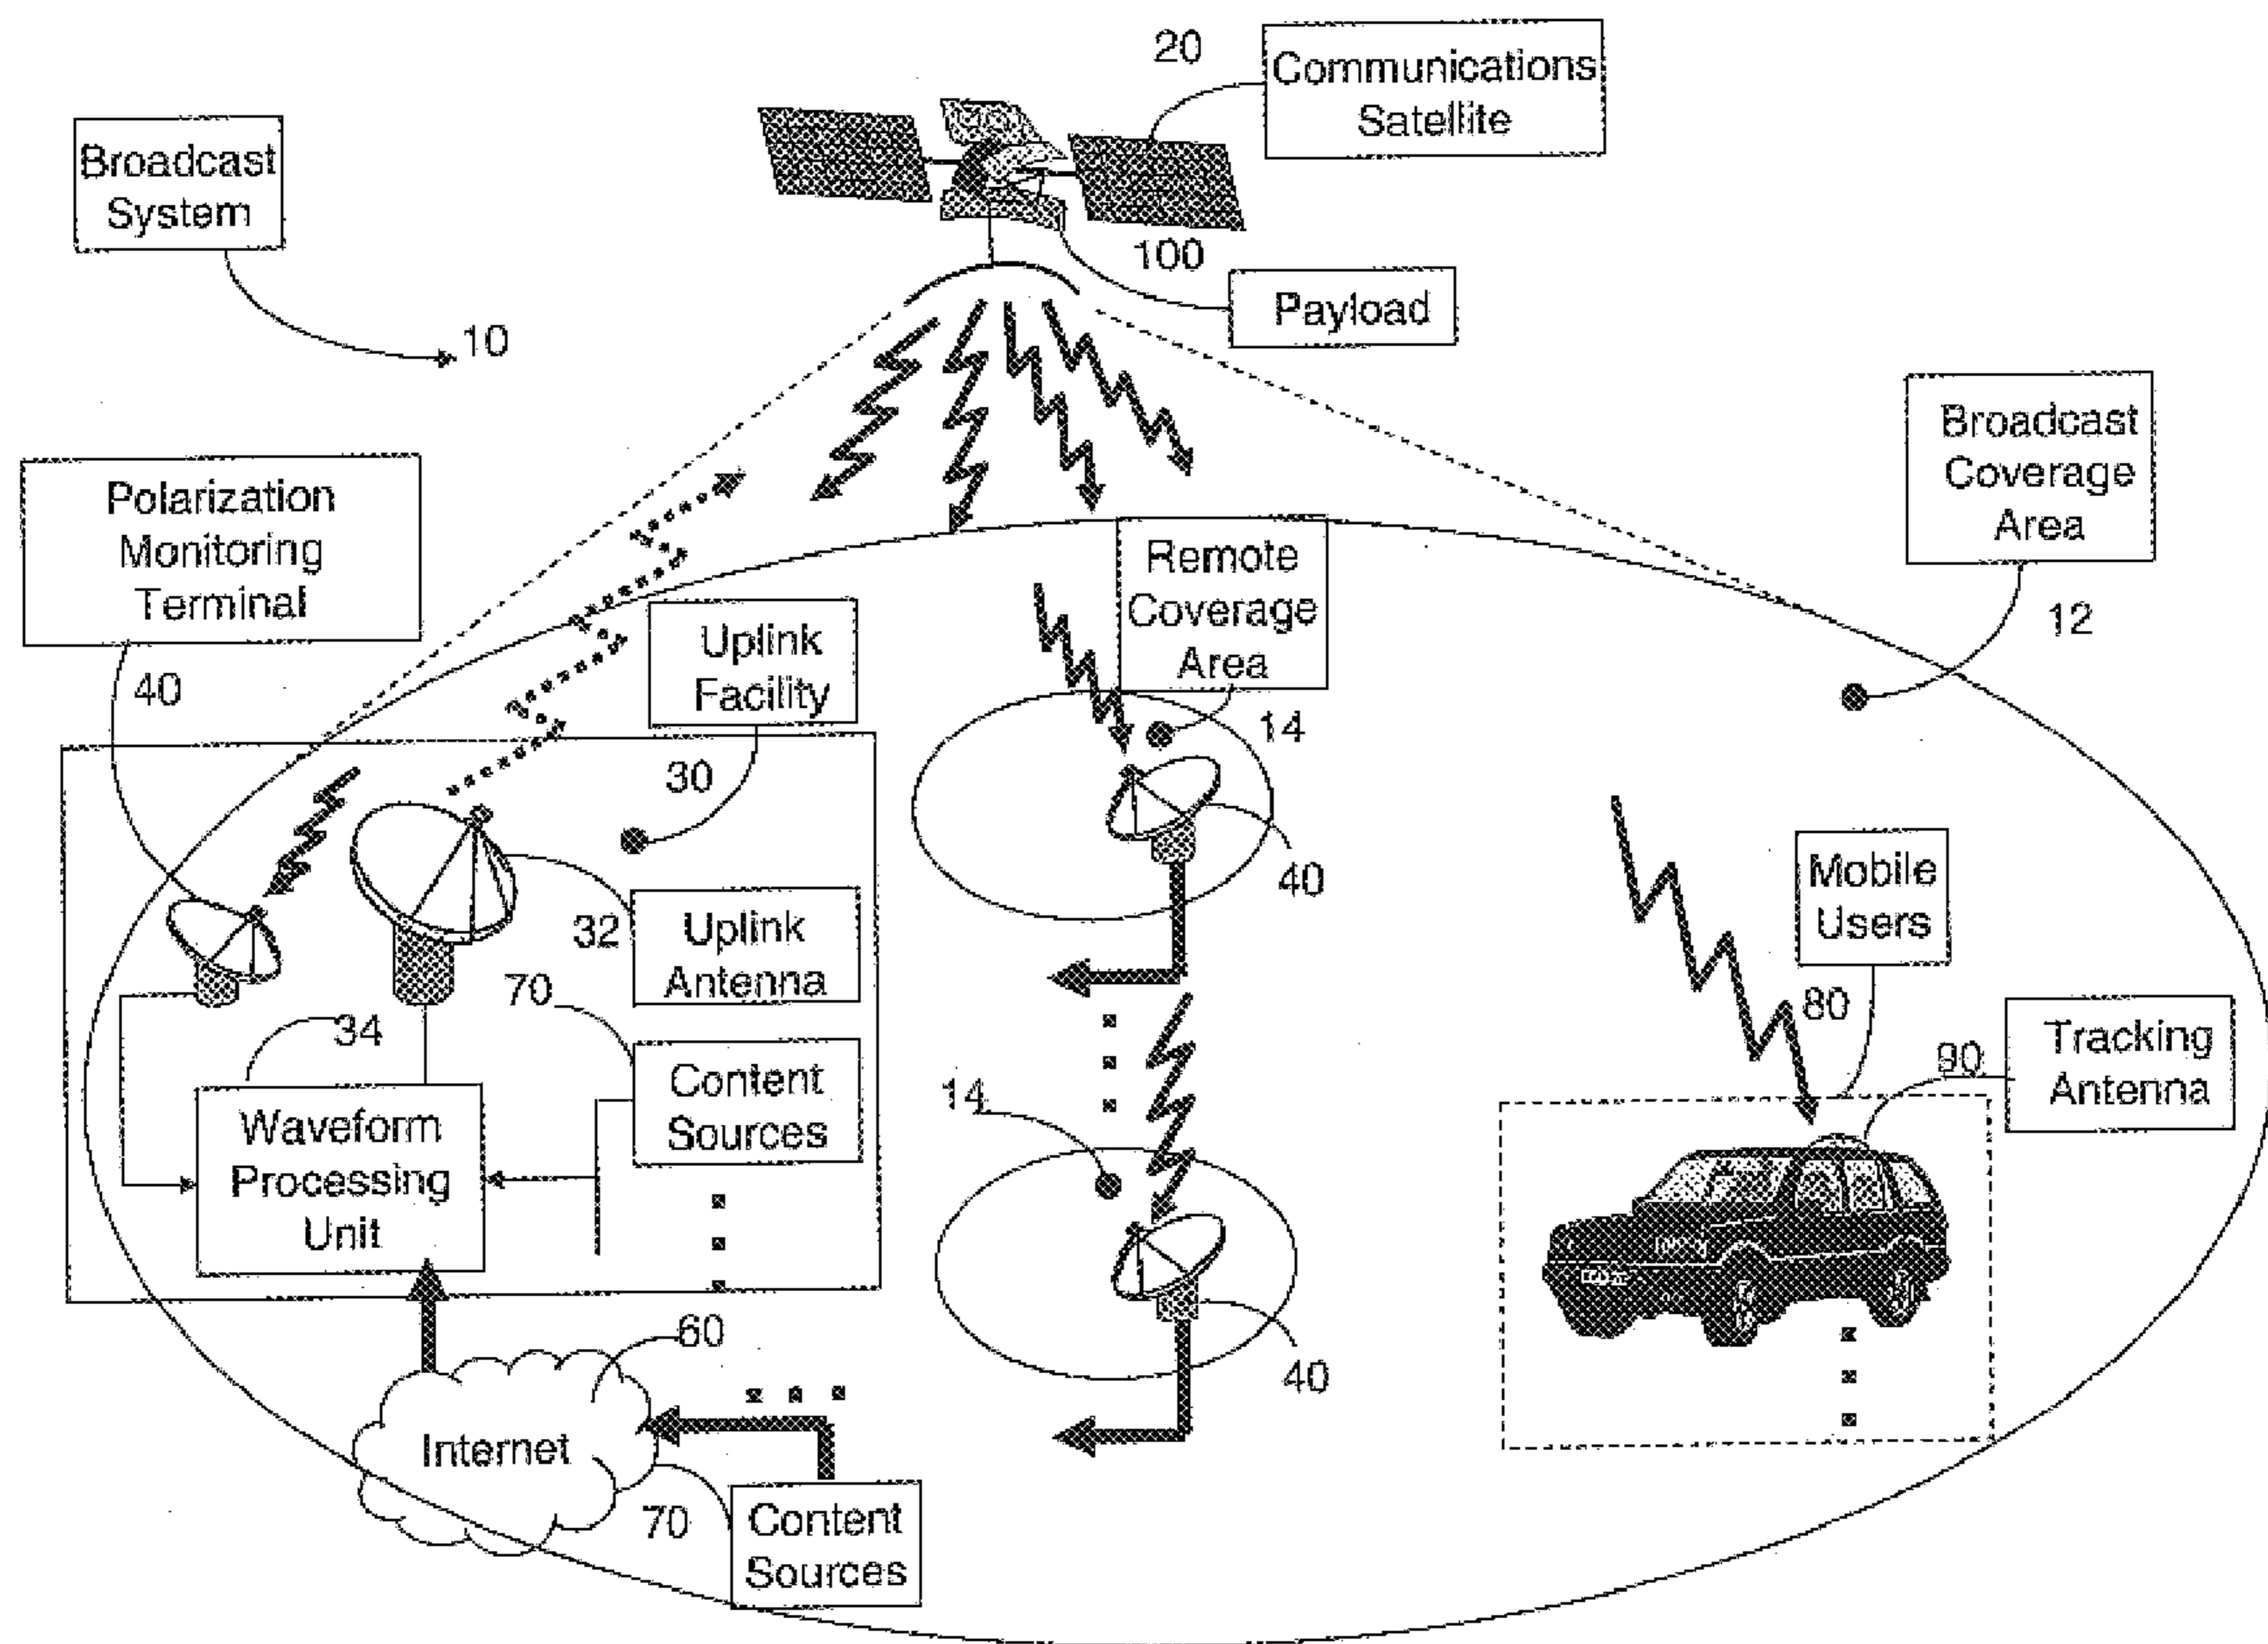 20
Communications
Satellite
Broadcast
System
100
Payload
10
Broadcast
Coverage
Area
12
Polarization
Monitoring
Terminal
40
Remote
Coverage
Area
14
Uplink
Facility
30
40
Mobile
Users
80
32
Uplink
Antenna
70
34
90
Tracking
Antenna
Content
Sources
14
Waveform
Processing
Unit
60
40
Internet
70
Content
Sources